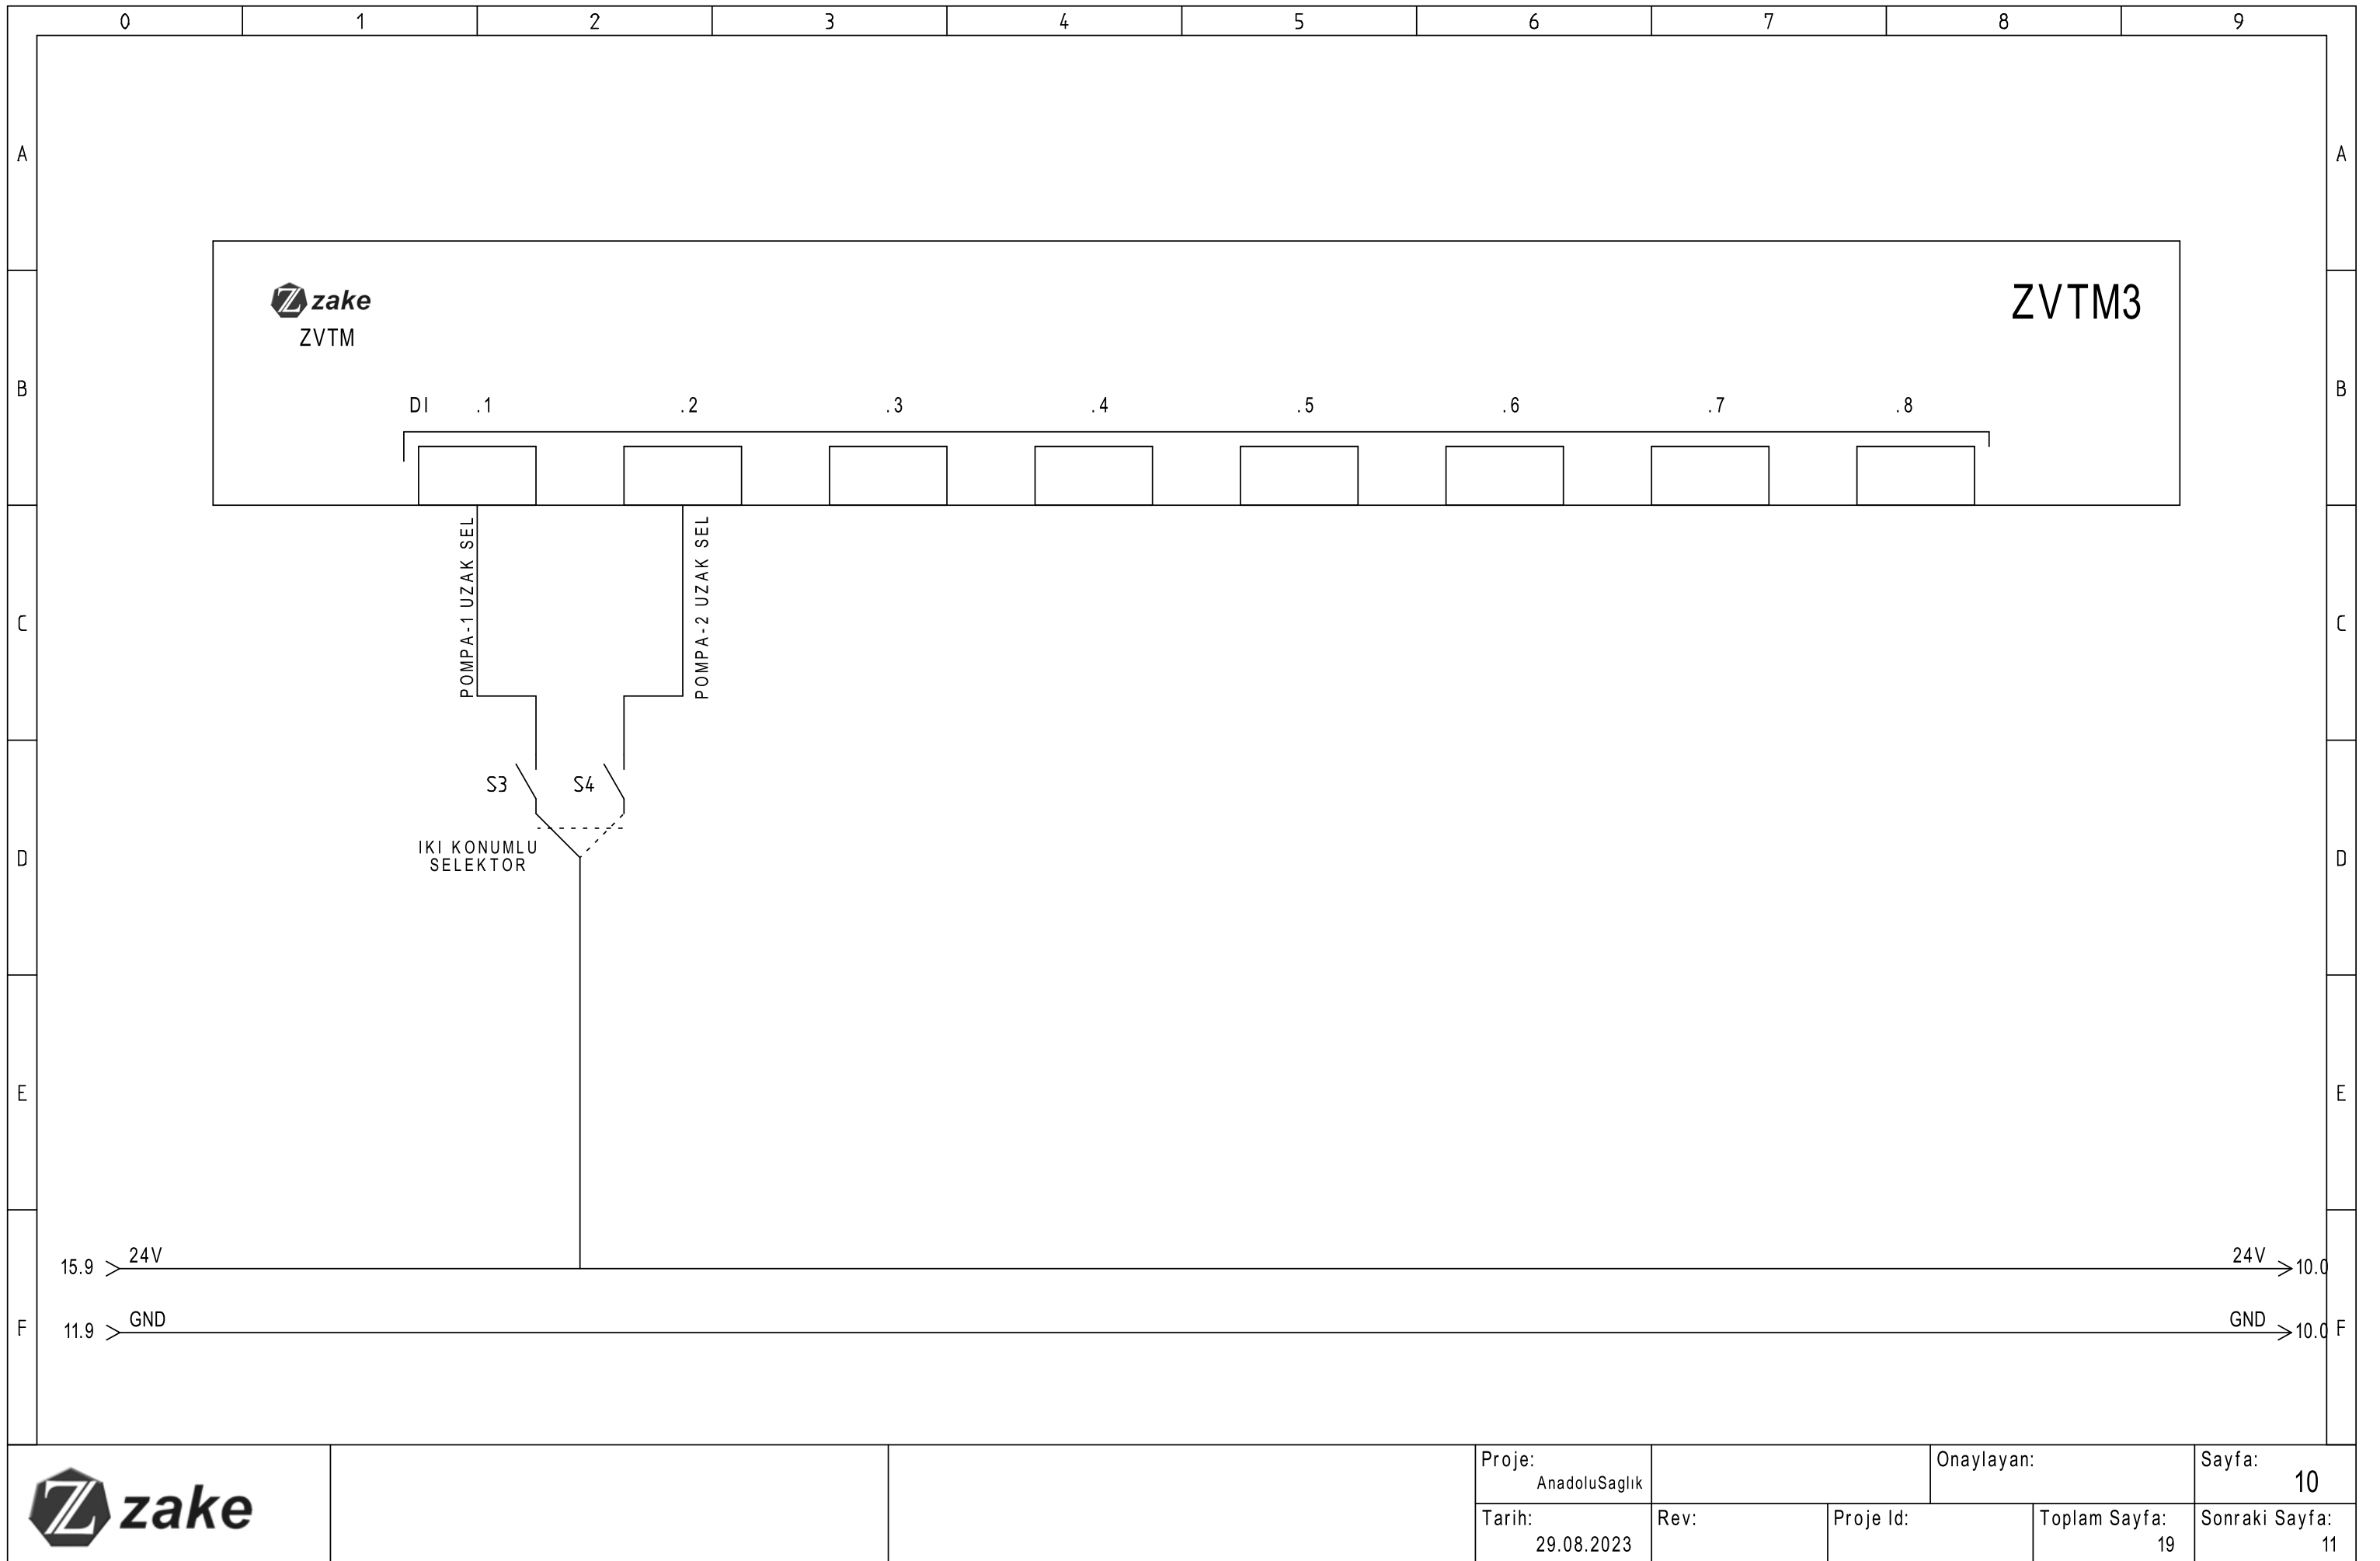 0 1 2 3 4 5 6 7 8 9
A A
zake
ZVTM
ZVTM3
B B
DI .1 .2 .3 .4 .5 .6 .7 .8
POMPA-1 UZAK SEL
POMPA-2 UZAK SEL
C C
S3 S4
IKI KONUMLU
SELEKTOR
D D
E E
15.9 24V 24V 10.0
11.9 GND GND 10.0
F F
zake
Proje:
AnadoluSaglık
Onaylayan:
Sayfa:
10
Tarih:
29.08.2023
Rev:
Proje Id:
Toplam Sayfa:
19
Sonraki Sayfa:
11